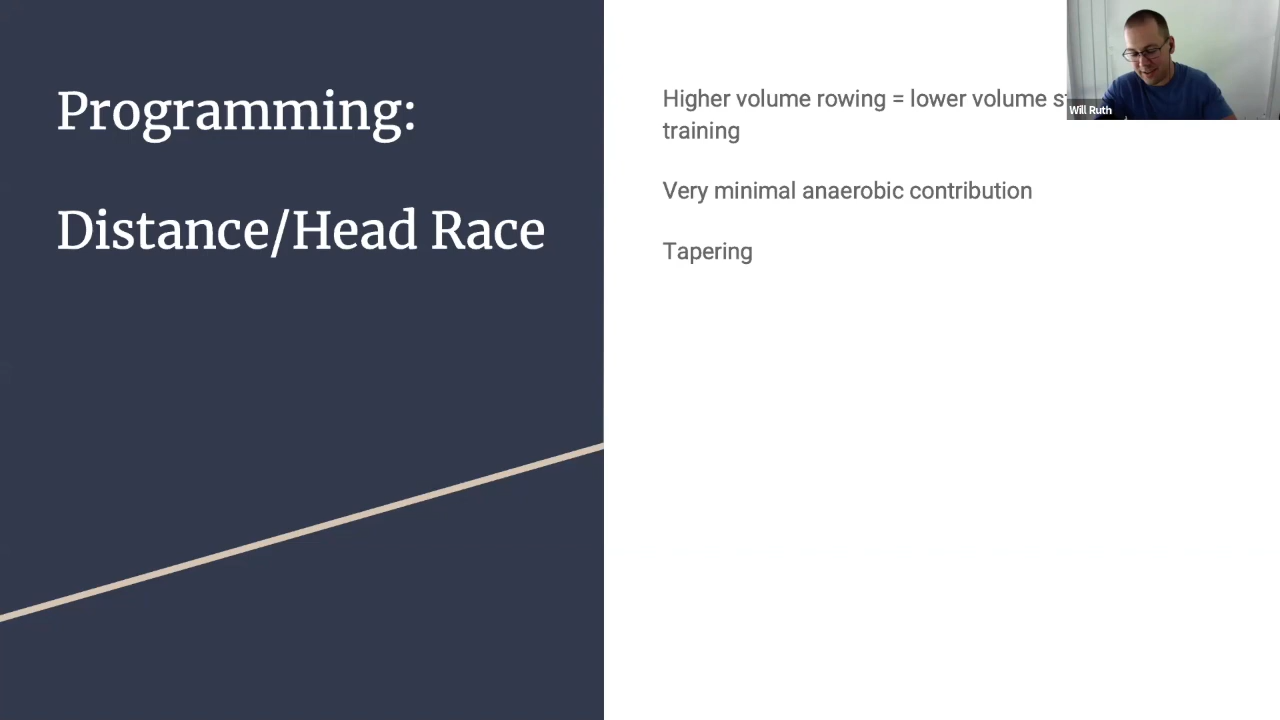 Programming:
Distance/Head Race
Higher volume rowing = lower volume
training
Very minimal anaerobic contribution
Tapering
Will Ruth